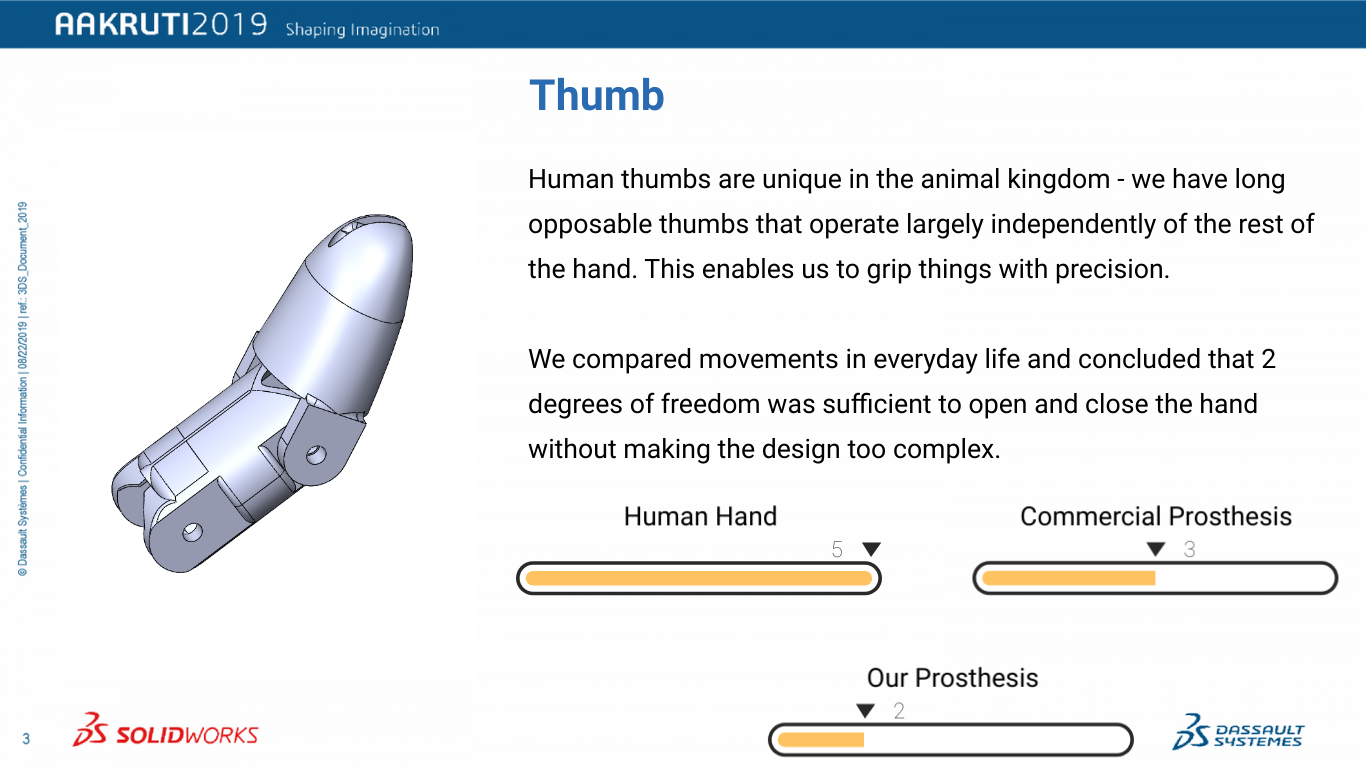 AAKRUTI2019 Shaping Imagination
Thumb
Human thumbs are unique in the animal kingdom - we have long
opposable thumbs that operate largely independently of the rest of
the hand. This enables us to grip things with precision.
We compared movements in everyday life and concluded that 2
degrees of freedom was sufficient to open and close the hand
without making the design too complex.
Human Hand
5
Commercial Prosthesis
3
Our Prosthesis
2
© Dassault Systèmes | Confidential Information | 08/22/2019 | ref.: 3DS_Document_2019
3
3S SOLIDWORKS
3S DASSAULT
SYSTEMES